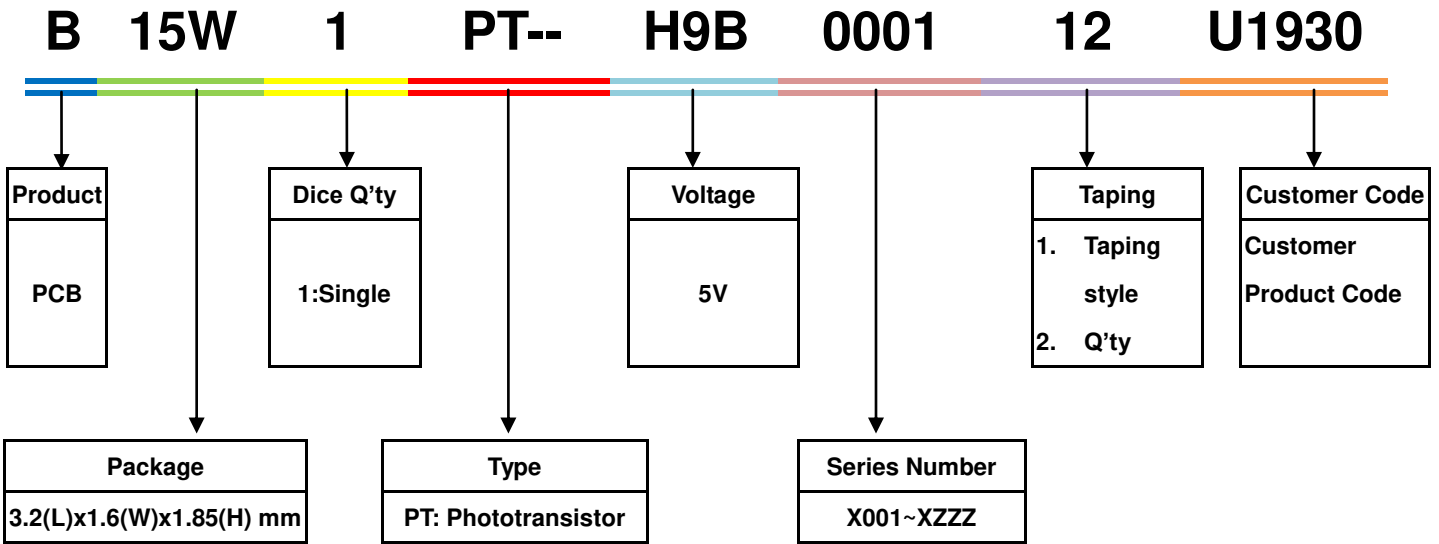 B 15W 1 PT-- H9B 0001 12 U1930
Product
PCB
Dice Q’ty
1:Single
Voltage
5V
Taping
1. Taping
style
2. Q’ty
Customer Code
Customer
Product Code
Package
3.2(L)x1.6(W)x1.85(H) mm
Type
PT: Phototransistor
Series Number
X001~XZZZ